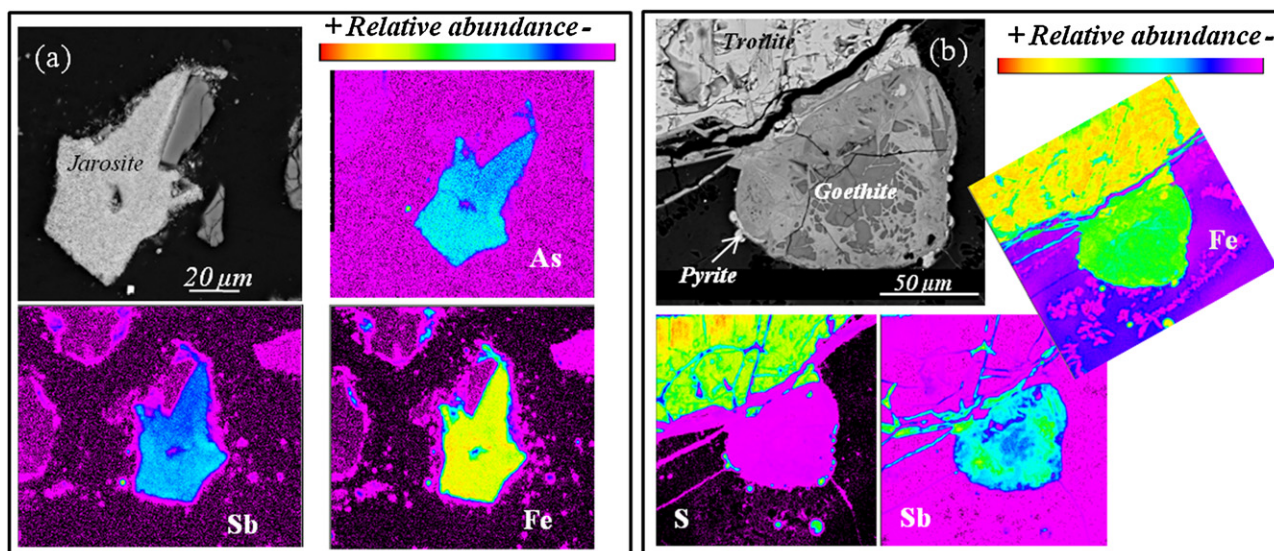 (a)
+ Relative abundance -
Jarosite
20 µm
As
Sb
Fe
(b)
+ Relative abundance -
Troilite
Goethite
Pyrite
50 µm
Fe
S
Sb